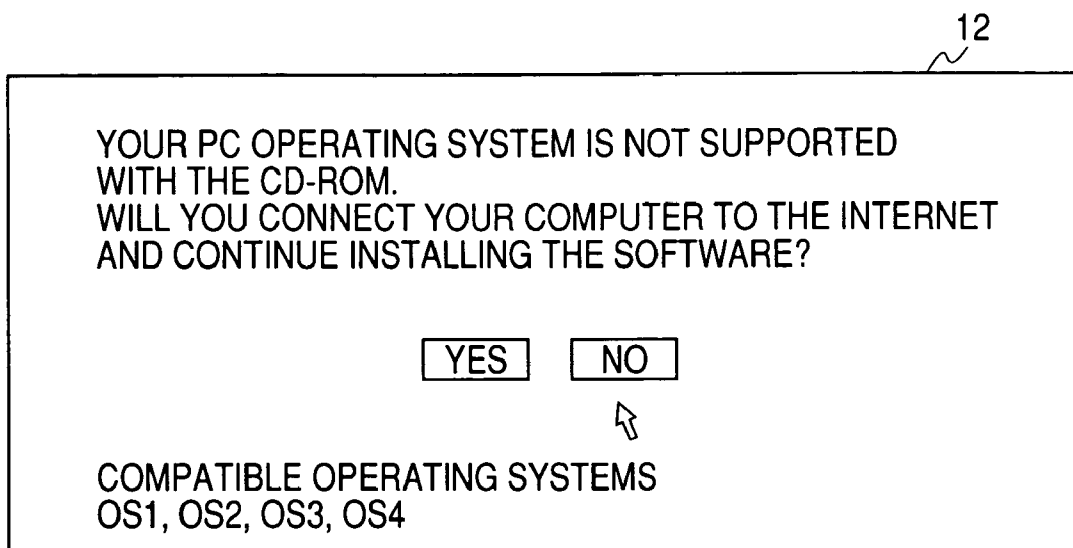 12
YOUR PC OPERATING SYSTEM IS NOT SUPPORTED
WITH THE CD-ROM.
WILL YOU CONNECT YOUR COMPUTER TO THE INTERNET
AND CONTINUE INSTALLING THE SOFTWARE?
YES NO
COMPATIBLE OPERATING SYSTEMS
OS1, OS2, OS3, OS4